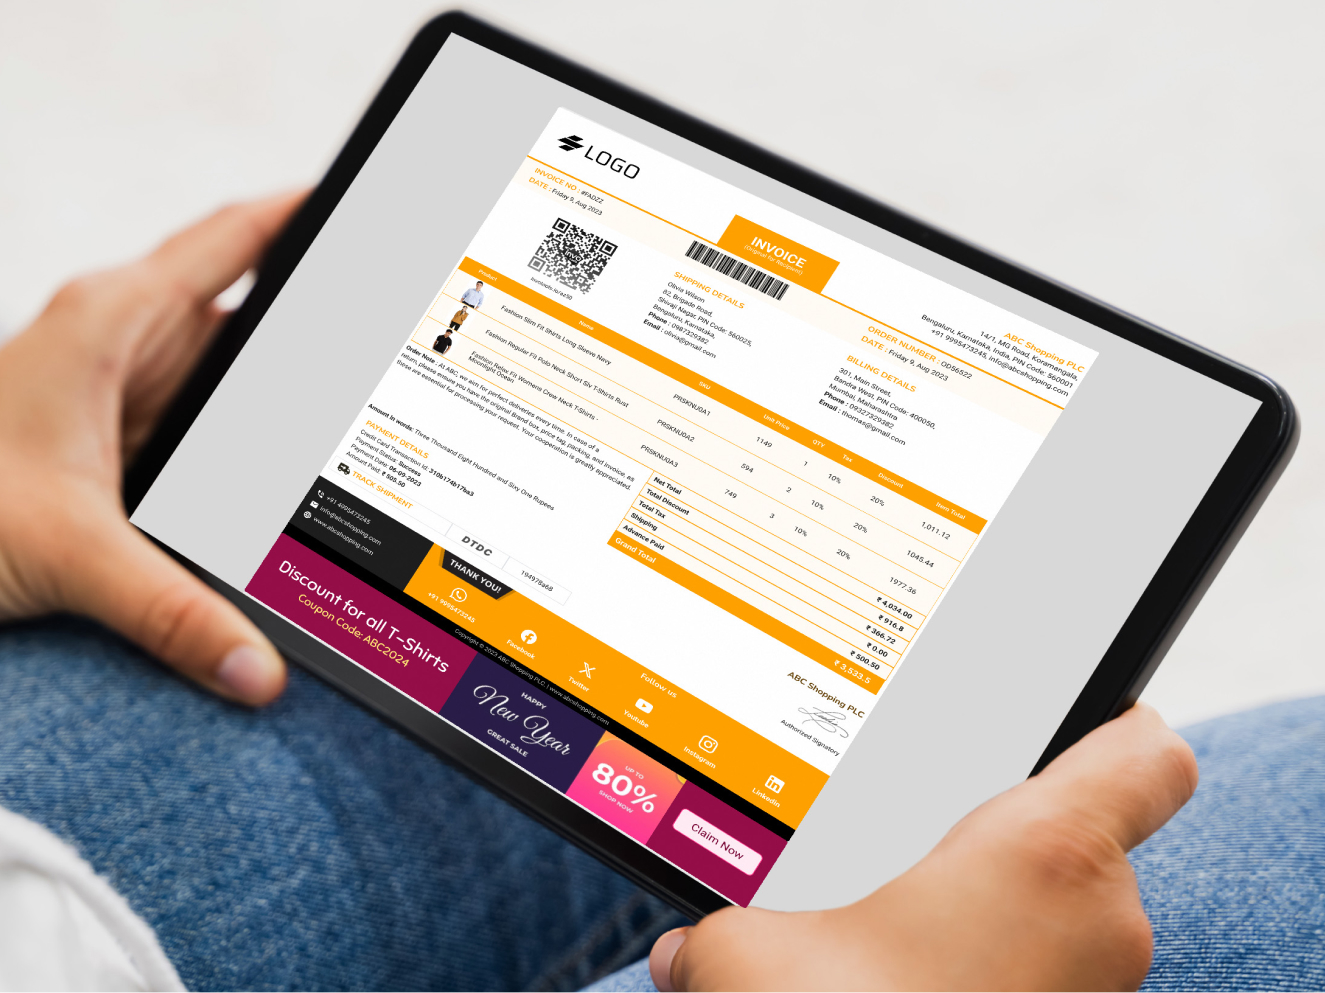 LOGO
INVOICE NO : #FADZ2
DATE : Friday 9, Aug 2023
INVOICE
(Original for Recipient)
ABC Shopping PLC
14/1, MG Road, Koramangala,
Bengaluru, Karnataka, India, PIN Code: 560001
+91 9995473245, info@abcshopping.com
ORDER NUMBER : OD56522
DATE : Friday 9, Aug 2023
SHIPPING DETAILS
Olivia Wilson
82, Brigade Road,
Shivaji Nagar, PIN Code: 560025,
Bengaluru, Karnataka,
Phone : 0987329382
Email : olivia@gmail.com
BILLING DETAILS
301, Main Street,
Bandra West, PIN Code: 400050,
Mumbai, Maharashtra
Phone : 09327329382
Email : thomas@gmail.com
Product Name SKU Unit Price QTY Tax Discount Item Total
Fashion Slim Fit Shirts Long Sleeve Navy PRSKNU0A1 1149 1 10% 20% 1,011.12
Fashion Regular Fit Polo Neck Short Slv T-Shirts Rust PRSKNU0A2 594 2 10% 20% 1045.44
Fashion Relax Fit Womens Crew Neck T-Shirts -
Moonlight Ocean PRSKNU0A3 749 3 10% 20% 1977.36
Order Note : At ABC, we aim for perfect deliveries every time. In case of a
return, please ensure you have the original Brand box, price tag, packing, and invoice, as
these are essential for processing your request. Your cooperation is greatly appreciated.
Net Total ₹ 4,034.00
Total Discount ₹ 916.8
Total Tax ₹ 366.72
Shipping ₹ 0.00
Advance Paid ₹ 500.50
Grand Total ₹ 3,533.5
Amount in words: Three Thousand Eight Hundred and Sixty One Rupees
PAYMENT DETAILS
Credit Card Transaction id: 310b174b17ba3
Payment Status: Success
Payment Date: 06-09-2023
Amount Paid: ₹ 505.50
TRACK SHIPMENT
DTDC
194978a68
ABC Shopping PLC
Authorized Signatory
+91 9995473245
info@abcshopping.com
www.abcshopping.com
THANK YOU!
Follow us
+91 9995473245
Facebook
Twitter
Youtube
Instagram
Linkedin
Copyright © 2023 ABC Shopping PLC. | www.abcshopping.com
Discount for all T-Shirts
Coupon Code: ABC2024
HAPPY
New Year
GREAT SALE
UP TO
80%
SHOP NOW
Claim Now